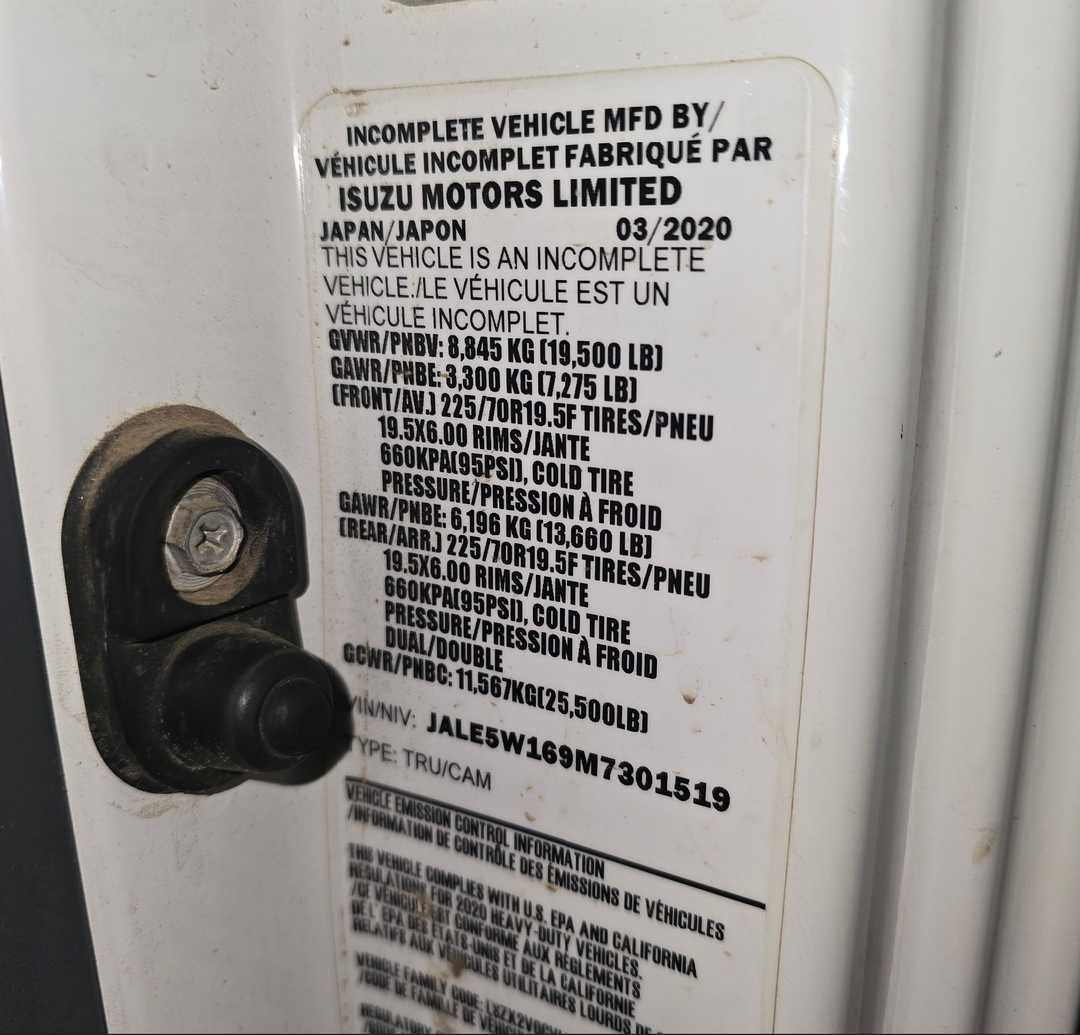 INCOMPLETE VEHICLE MFD BY/
VÉHICULE INCOMPLET FABRIQUÉ PAR
ISUZU MOTORS LIMITED
JAPAN/JAPON 03/2020
THIS VEHICLE IS AN INCOMPLETE
VEHICLE./LE VÉHICULE EST UN
VÉHICULE INCOMPLET.
GVWR/PNBV: 8,845 KG (19,500 LB)
GAWR/PNBE: 3,300 KG (7,275 LB)
(FRONT/AV.) 225/70R19.5F TIRES/PNEU
19.5X6.00 RIMS/JANTE
660KPA(95PSI), COLD TIRE
PRESSURE/PRESSION À FROID
GAWR/PNBE: 6,196 KG (13,660 LB)
(REAR/ARR.) 225/70R19.5F TIRES/PNEU
19.5X6.00 RIMS/JANTE
660KPA(95PSI), COLD TIRE
PRESSURE/PRESSION À FROID
DUAL/DOUBLE
GCWR/PNBC: 11,567KG(25,500LB)
VIN/NIV: JALE5W169M7301519
TYPE: TRU/CAM
VEHICLE EMISSION CONTROL INFORMATION
/INFORMATION DE CONTRÔLE DES ÉMISSIONS DE VÉHICULES
THIS VEHICLE COMPLIES WITH U.S. EPA AND CALIFORNIA
REGULATIONS FOR 2020 HEAVY-DUTY VEHICLES.
/CE VÉHICULE EST CONFORME AUX RÈGLEMENTS
DE L'EPA DES ÉTATS-UNIS ET DE LA CALIFORNIE
RELATIFS AUX VÉHICULES UTILITAIRES LOURDS DE
VEHICLE FAMILY CODE:
/CODE DE FAMILLE DE
REGULATORY